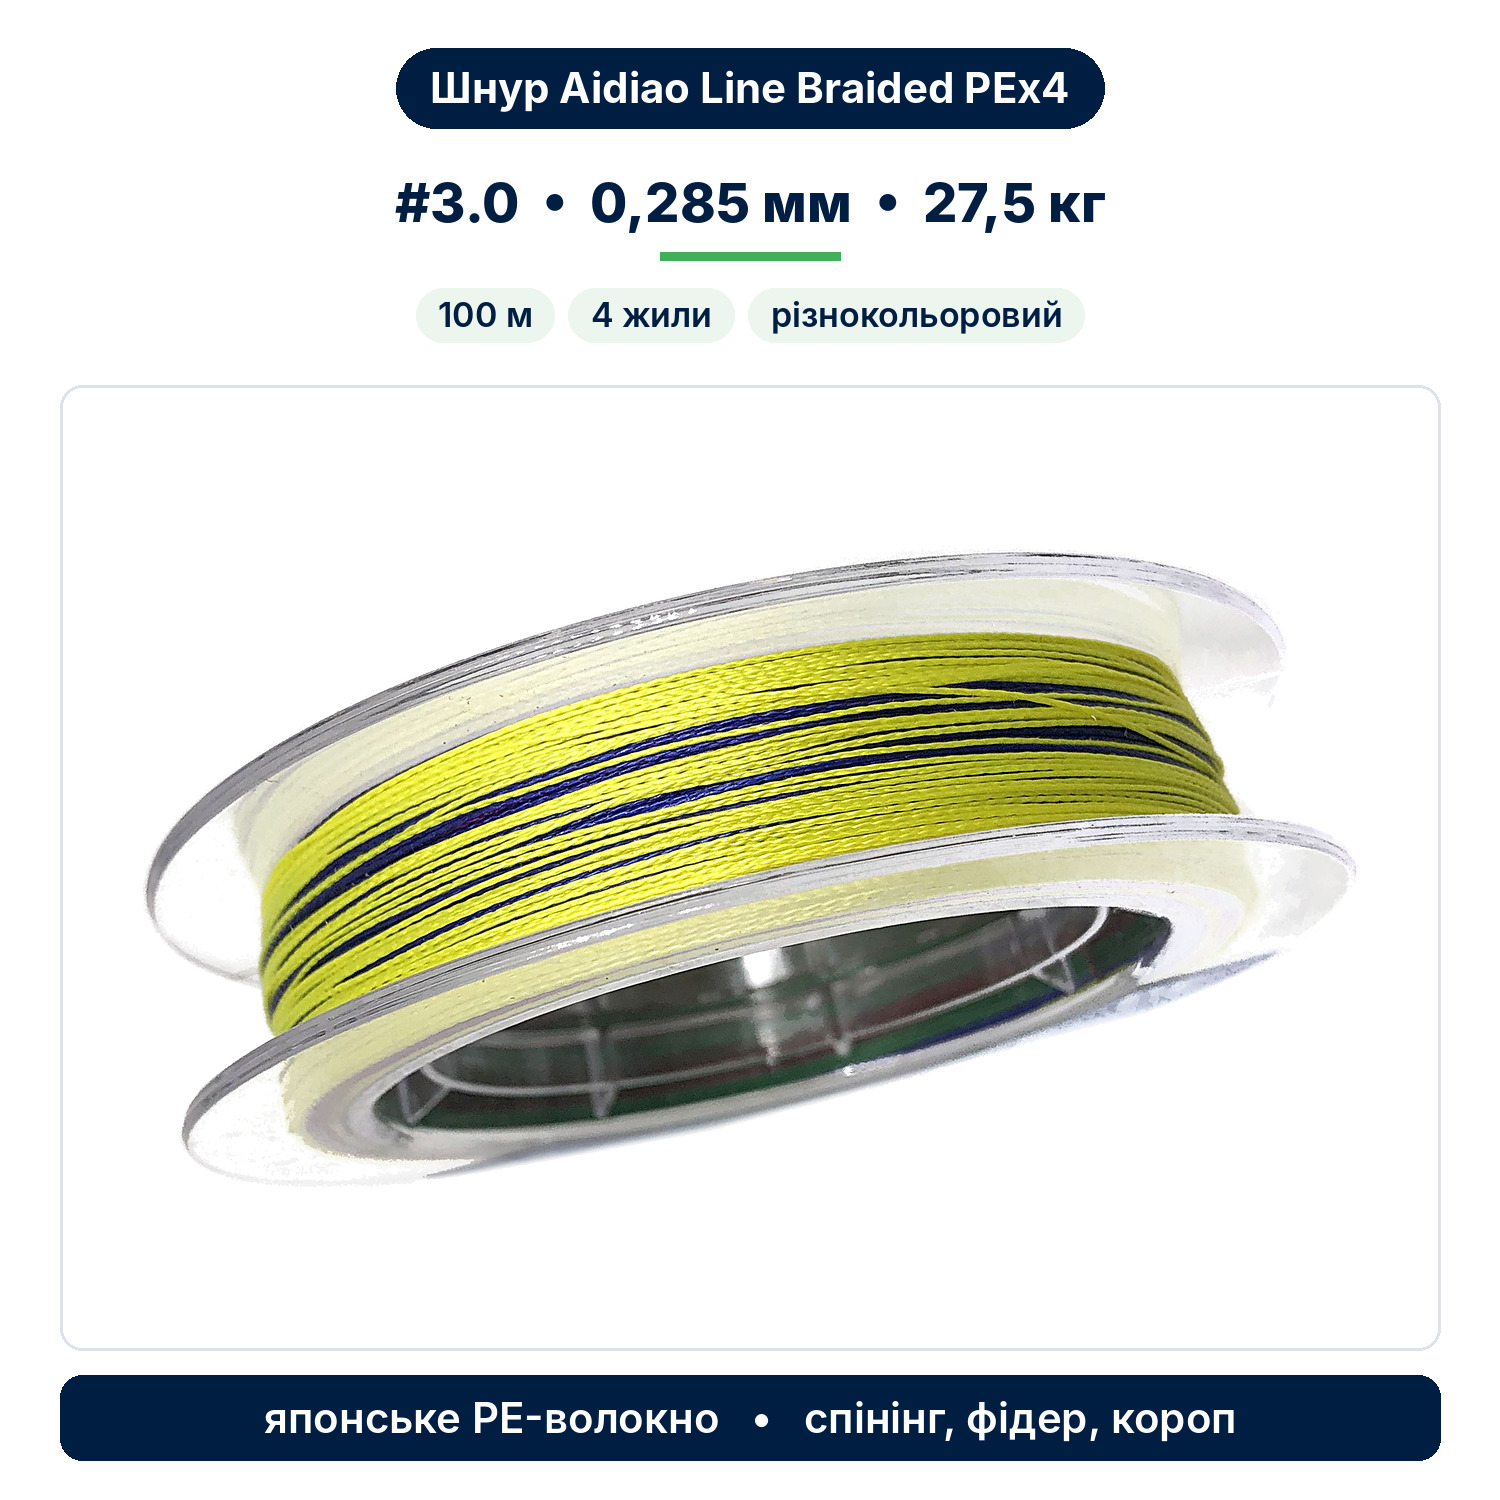 Шнур Aidiao Line Braided PEx4
#3.0 • 0,285 мм • 27,5 кг
100 м 4 жили різнокольоровий
японське PE-волокно • спінінг, фідер, короп